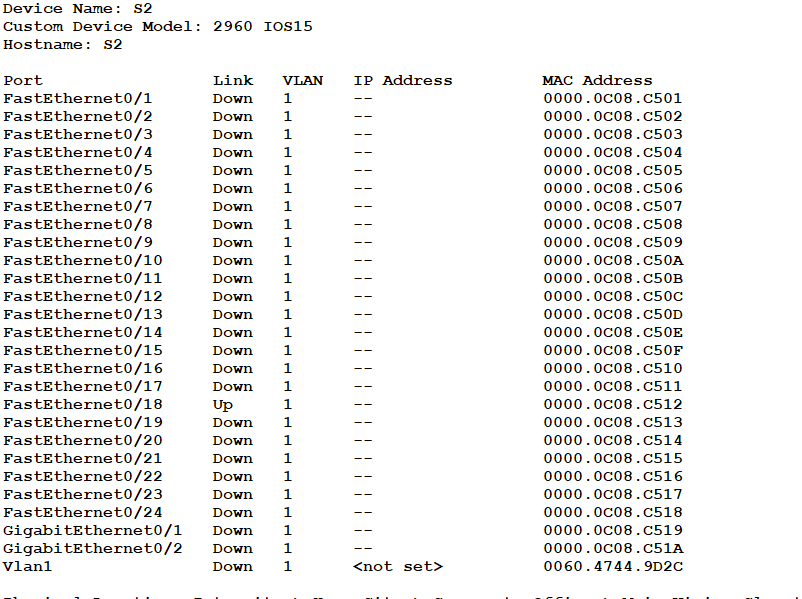 Device Name: S2
Custom Device Model: 2960 IOS15
Hostname: S2
Port Link VLAN IP Address MAC Address
FastEthernet0/1 Down 1 -- 0000.0C08.C501
FastEthernet0/2 Down 1 -- 0000.0C08.C502
FastEthernet0/3 Down 1 -- 0000.0C08.C503
FastEthernet0/4 Down 1 -- 0000.0C08.C504
FastEthernet0/5 Down 1 -- 0000.0C08.C505
FastEthernet0/6 Down 1 -- 0000.0C08.C506
FastEthernet0/7 Down 1 -- 0000.0C08.C507
FastEthernet0/8 Down 1 -- 0000.0C08.C508
FastEthernet0/9 Down 1 -- 0000.0C08.C509
FastEthernet0/10 Down 1 -- 0000.0C08.C50A
FastEthernet0/11 Down 1 -- 0000.0C08.C50B
FastEthernet0/12 Down 1 -- 0000.0C08.C50C
FastEthernet0/13 Down 1 -- 0000.0C08.C50D
FastEthernet0/14 Down 1 -- 0000.0C08.C50E
FastEthernet0/15 Down 1 -- 0000.0C08.C50F
FastEthernet0/16 Down 1 -- 0000.0C08.C510
FastEthernet0/17 Down 1 -- 0000.0C08.C511
FastEthernet0/18 Up 1 -- 0000.0C08.C512
FastEthernet0/19 Down 1 -- 0000.0C08.C513
FastEthernet0/20 Down 1 -- 0000.0C08.C514
FastEthernet0/21 Down 1 -- 0000.0C08.C515
FastEthernet0/22 Down 1 -- 0000.0C08.C516
FastEthernet0/23 Down 1 -- 0000.0C08.C517
FastEthernet0/24 Down 1 -- 0000.0C08.C518
GigabitEthernet0/1 Down 1 -- 0000.0C08.C519
GigabitEthernet0/2 Down 1 -- 0000.0C08.C51A
Vlan1 Down 1 <not set> 0060.4744.9D2C